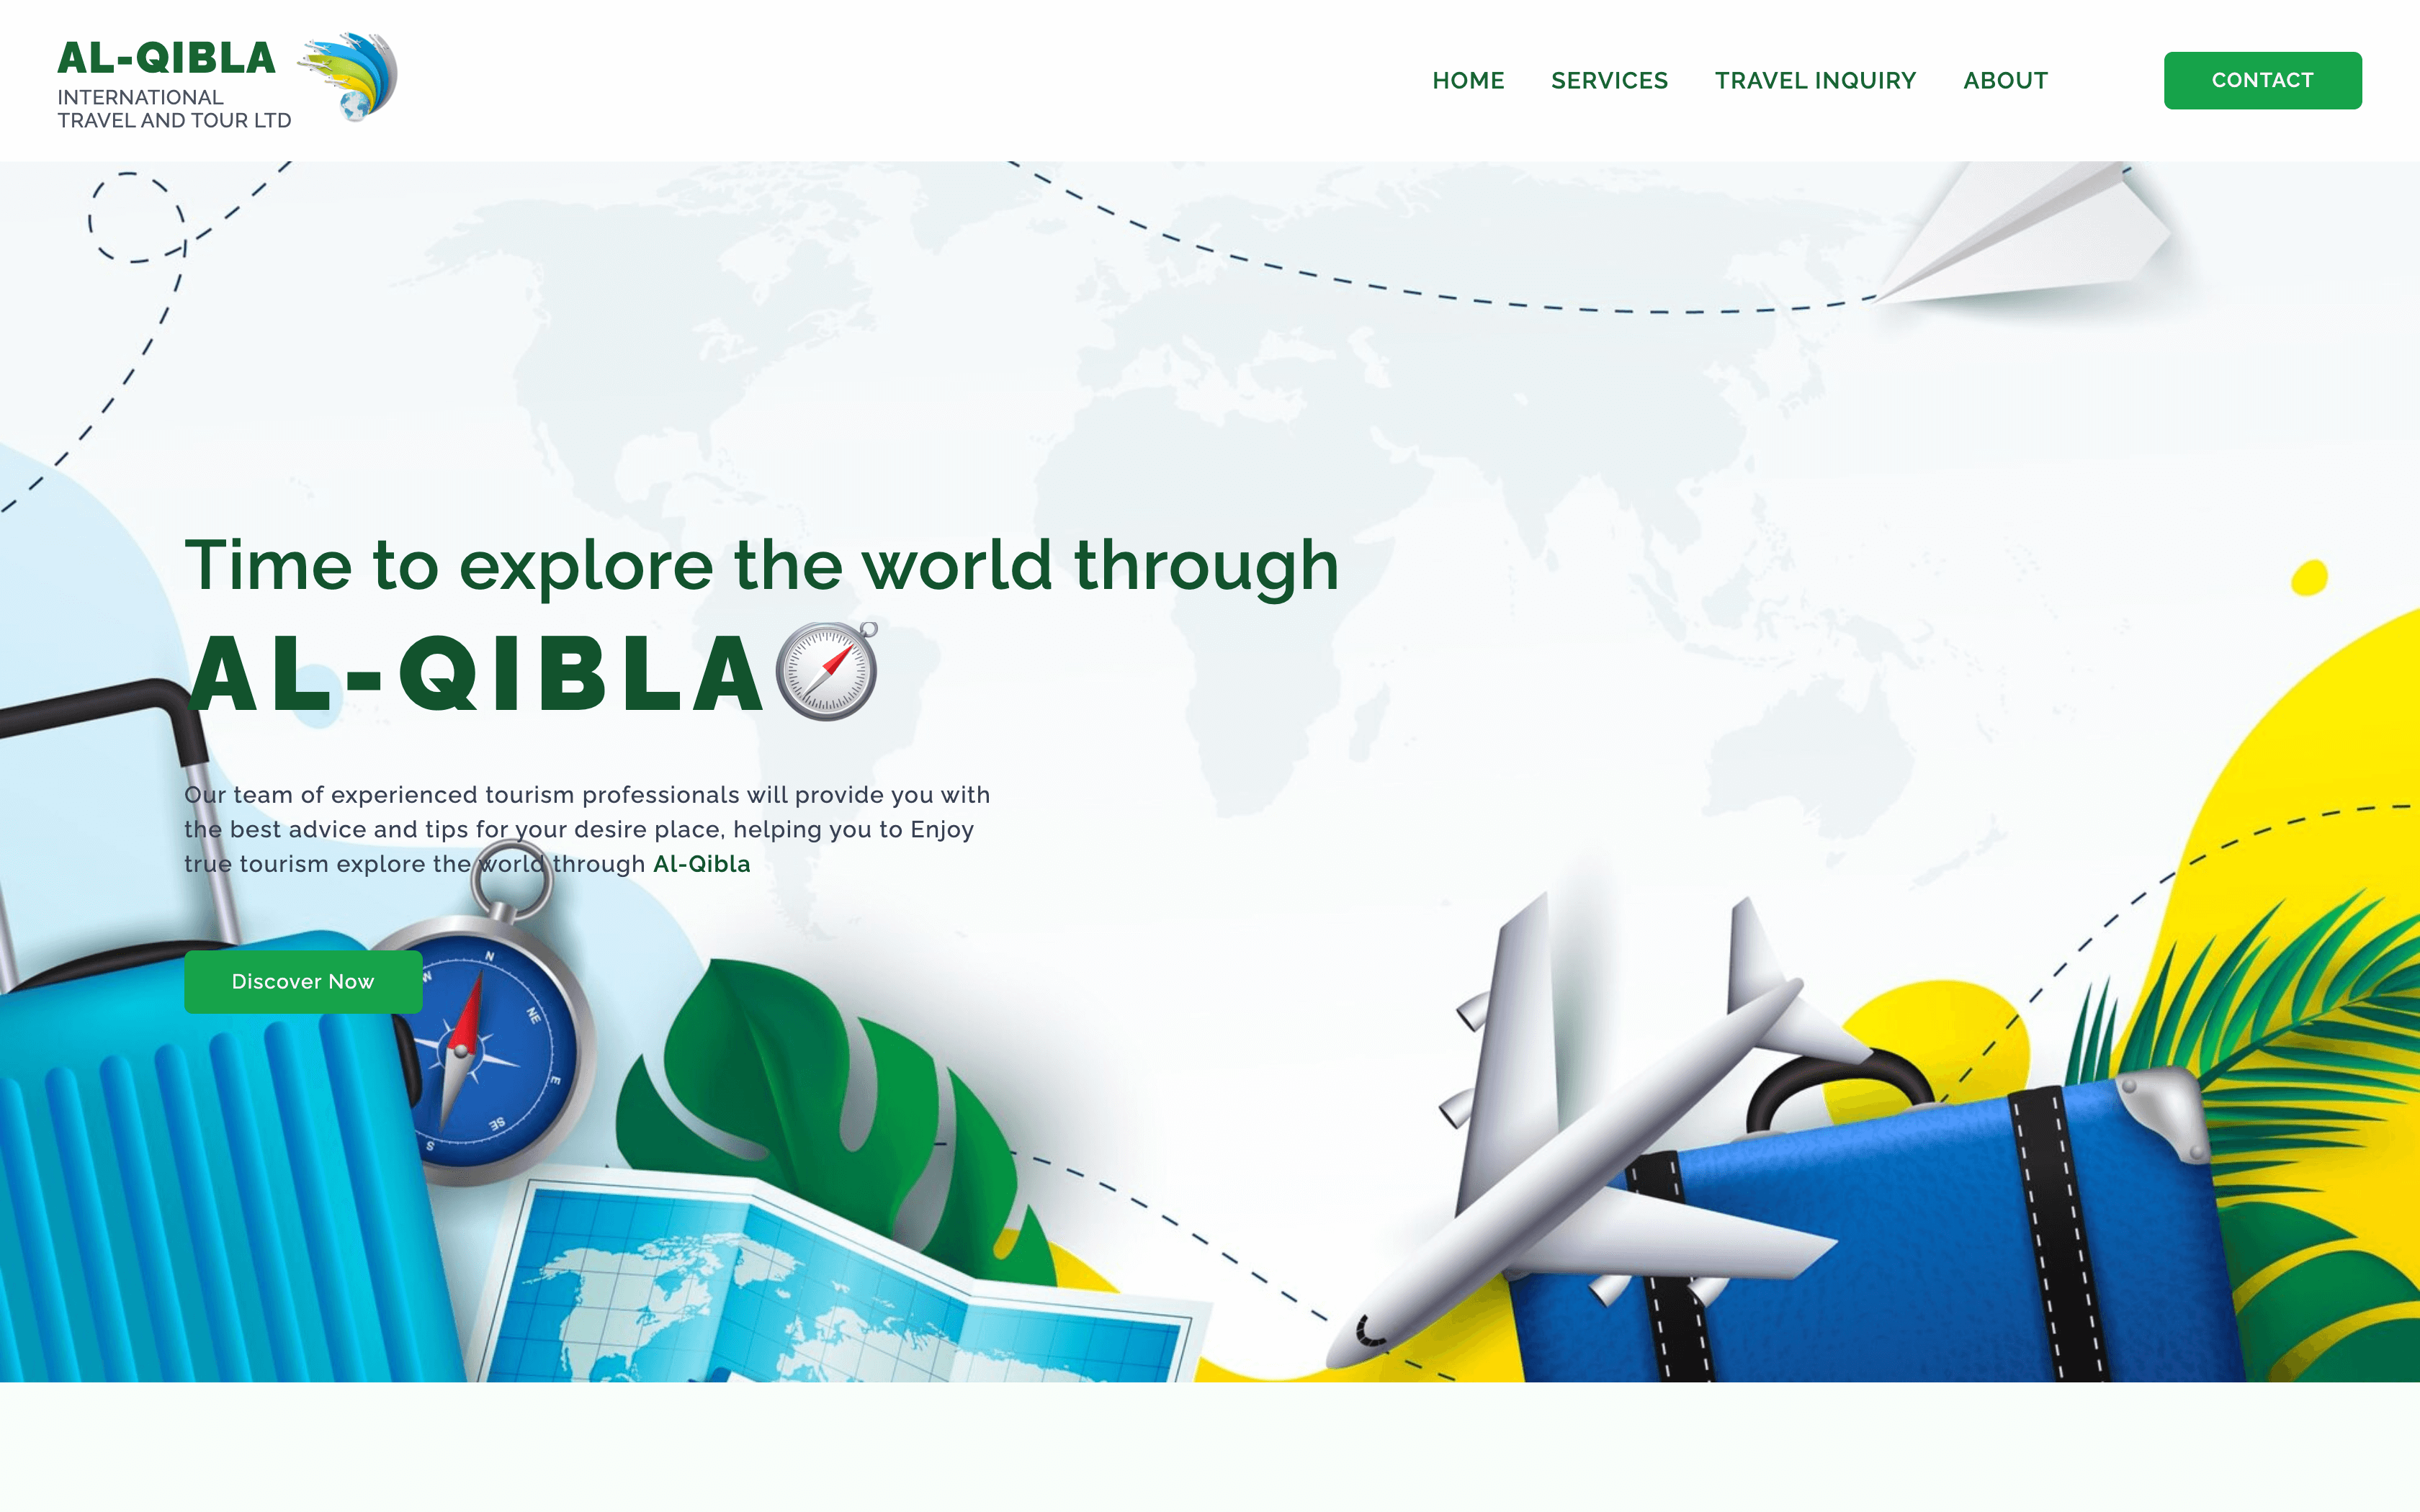 AL-QIBLA
INTERNATIONAL
TRAVEL AND TOUR LTD
HOME SERVICES TRAVEL INQUIRY ABOUT CONTACT
Time to explore the world through
AL-QIBLA
Our team of experienced tourism professionals will provide you with
the best advice and tips for your desire place, helping you to Enjoy
true tourism explore the world through Al-Qibla
Discover Now
N
W
NE
E
SE
S